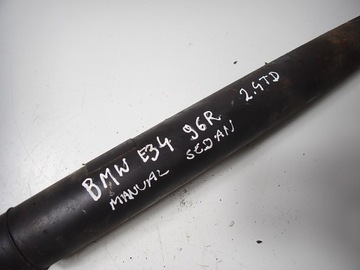 BMW E34 96R 2.4TD
MANUAL SEDAN